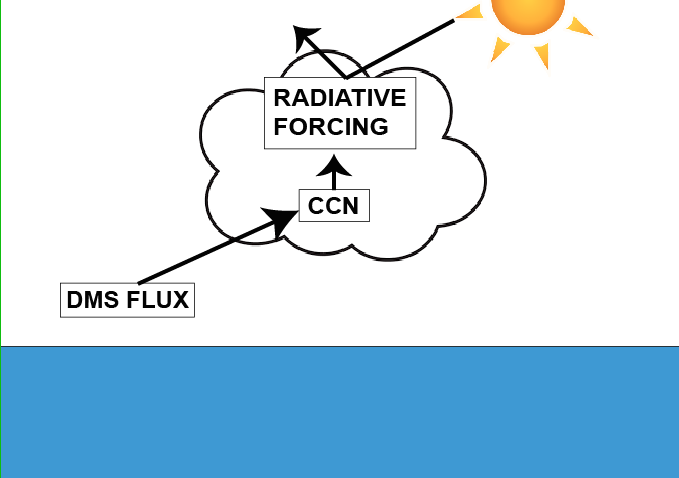 RADIATIVE
FORCING
CCN
DMS FLUX